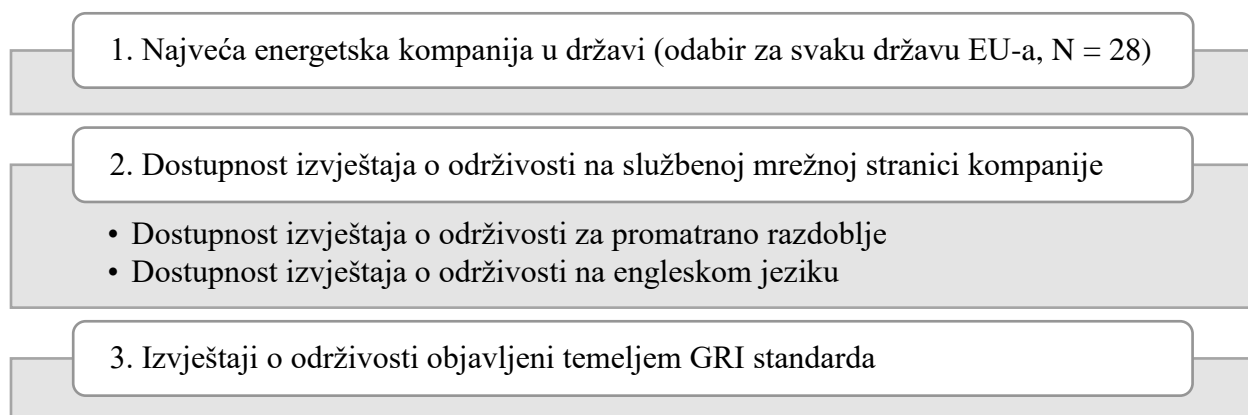 1. Najveća energetska kompanija u državi (odabir za svaku državu EU-a, N = 28)
2. Dostupnost izvještaja o održivosti na službenoj mrežnoj stranici kompanije
• Dostupnost izvještaja o održivosti za promatrano razdoblje
• Dostupnost izvještaja o održivosti na engleskom jeziku
3. Izvještaji o održivosti objavljeni temeljem GRI standarda